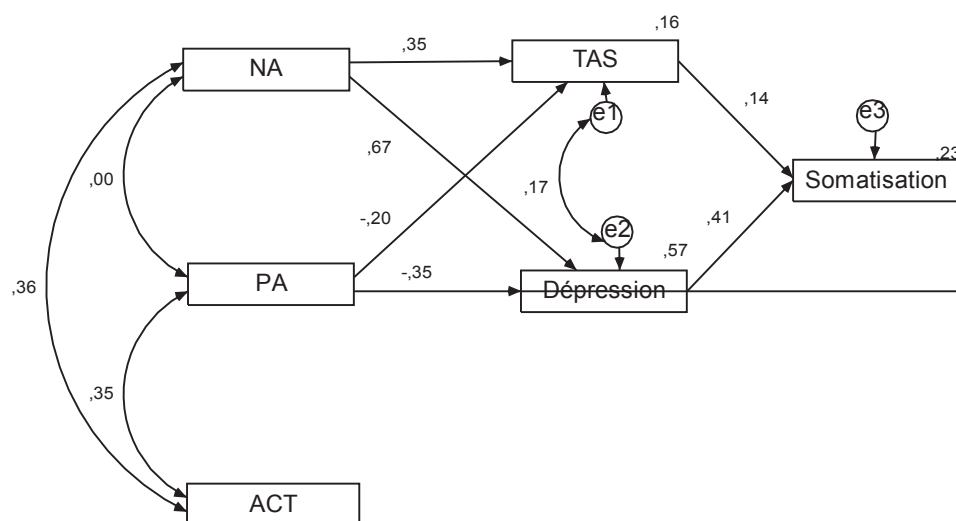 ,16
,35
NA
TAS
e1
,14
e3
,23
Somatisation
,67
,00
,17
-,20
,41
e2
,57
,36
PA
-,35
Dépression
,35
ACT